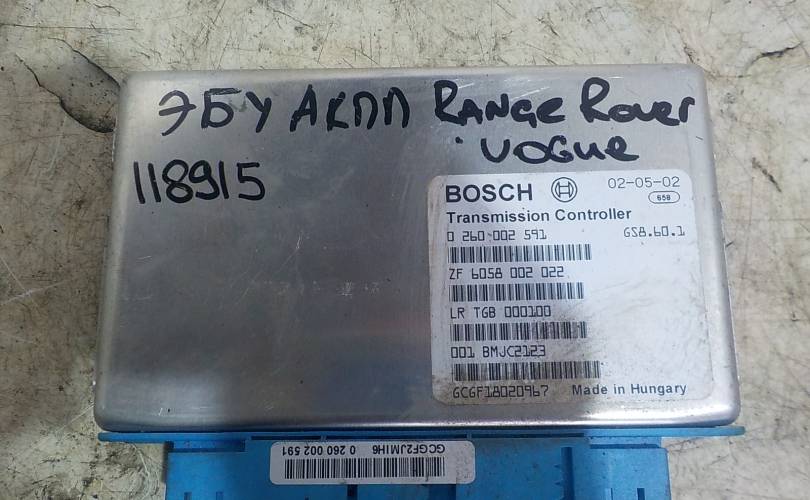 ЭБУ АКПП RANGE Rover
VOGUE
118915
BOSCH 02-05-02
658
Transmission Controller
0 260 002 591 GS8.60.1
ZF 6058 002 022
LR TGB 000100
001 BMJC2123
GCGF18020967 Made in Hungary
GCGF2JMIH6 0 260 002 591